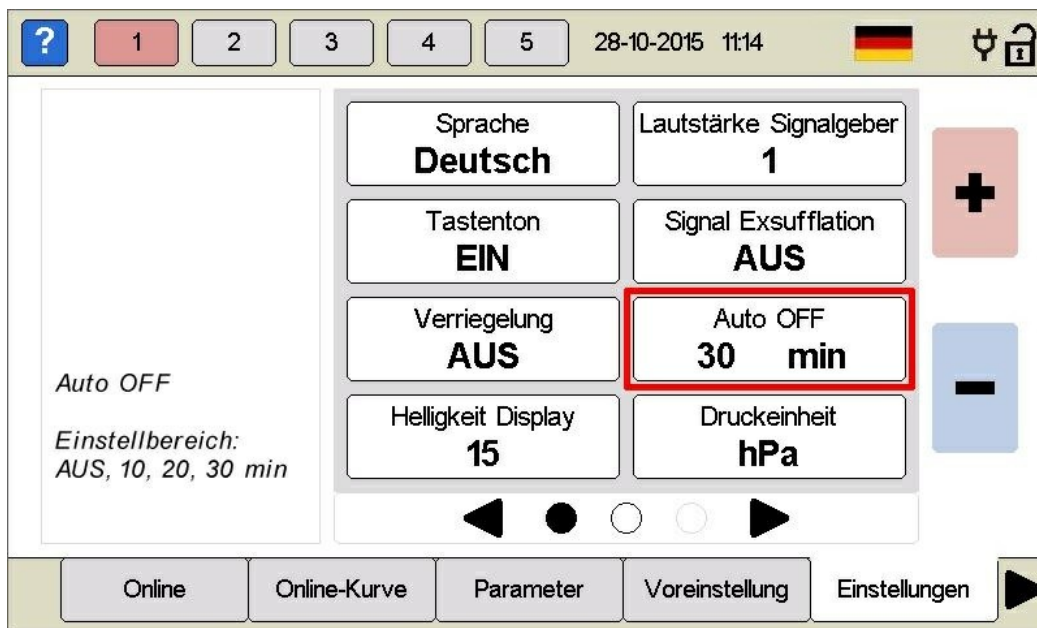 ? 1 2 3 4 5 28-10-2015 11:14
Sprache
Deutsch
Lautstärke Signalgeber
1
Tastenton
EIN
Signal Exsufflation
AUS
Verriegelung
AUS
Auto OFF
30 min
Helligkeit Display
15
Druckeinheit
hPa
Auto OFF
Einstellbereich:
AUS, 10, 20, 30 min
+
-
Online Online-Kurve Parameter Voreinstellung Einstellungen